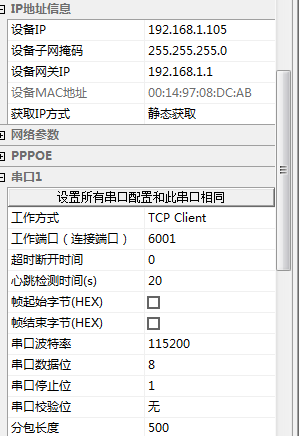 IP地址信息
设备IP 192.168.1.105
设备子网掩码 255.255.255.0
设备网关IP 192.168.1.1
设备MAC地址 00:14:97:08:DC:AB
获取IP方式 静态获取
网络参数
PPPOE
串口1
设置所有串口配置和此串口相同
工作方式 TCP Client
工作端口（连接端口） 6001
超时断开时间 0
心跳检测时间(s) 20
帧起始字节(HEX)
帧结束字节(HEX)
串口波特率 115200
串口数据位 8
串口停止位 1
串口校验位 无
分包长度 500